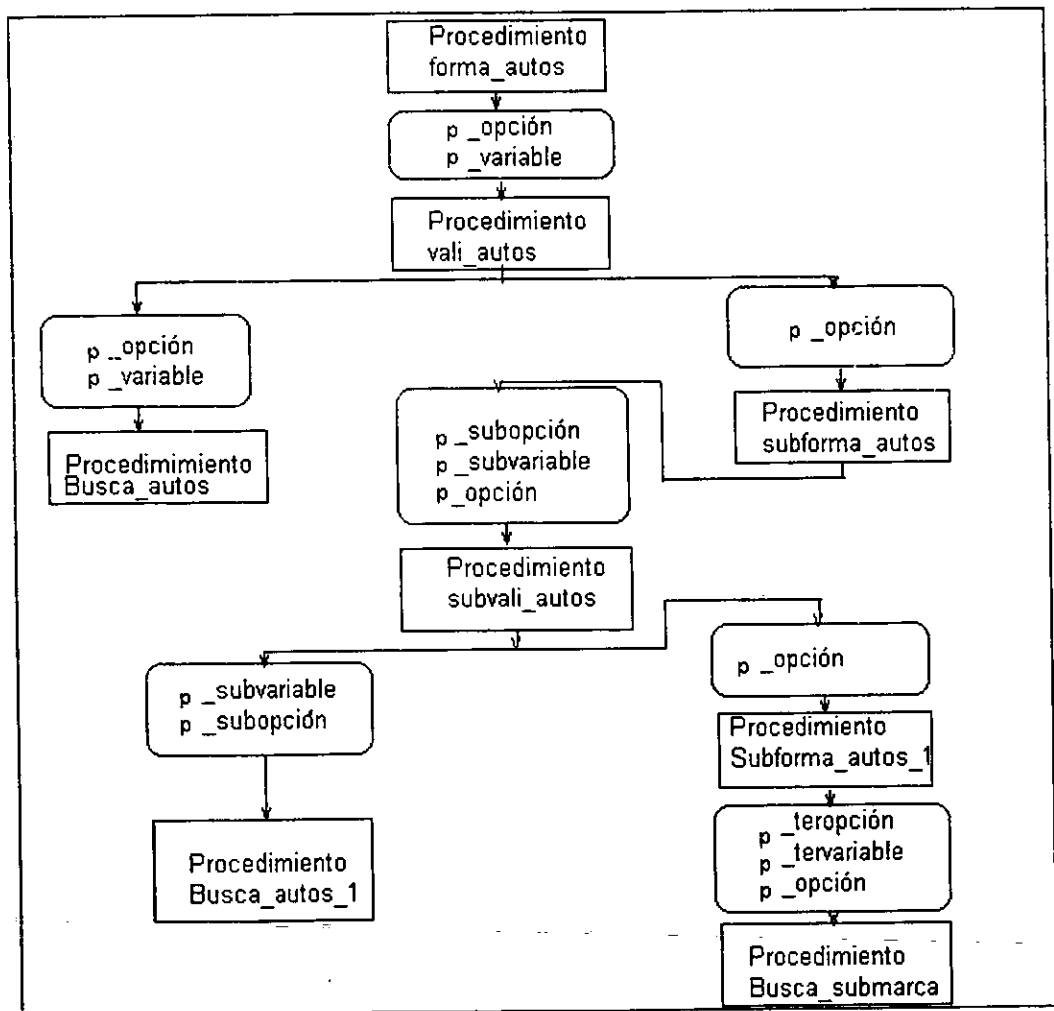 Procedimiento
forma_autos
p _opción
p _variable
Procedimiento
vali_autos
p _opción
p _variable
Procedimimiento
Busca_autos
p _opción
Procedimiento
subforma_autos
p _subopción
p _subvariable
p _opción
Procedimiento
subvali_autos
p _subvariable
p _subopción
Procedimiento
Busca_autos_1
p _opción
Procedimiento
Subforma_autos_1
p _teropción
p _tervariable
p _opción
Procedimiento
Busca_submarca